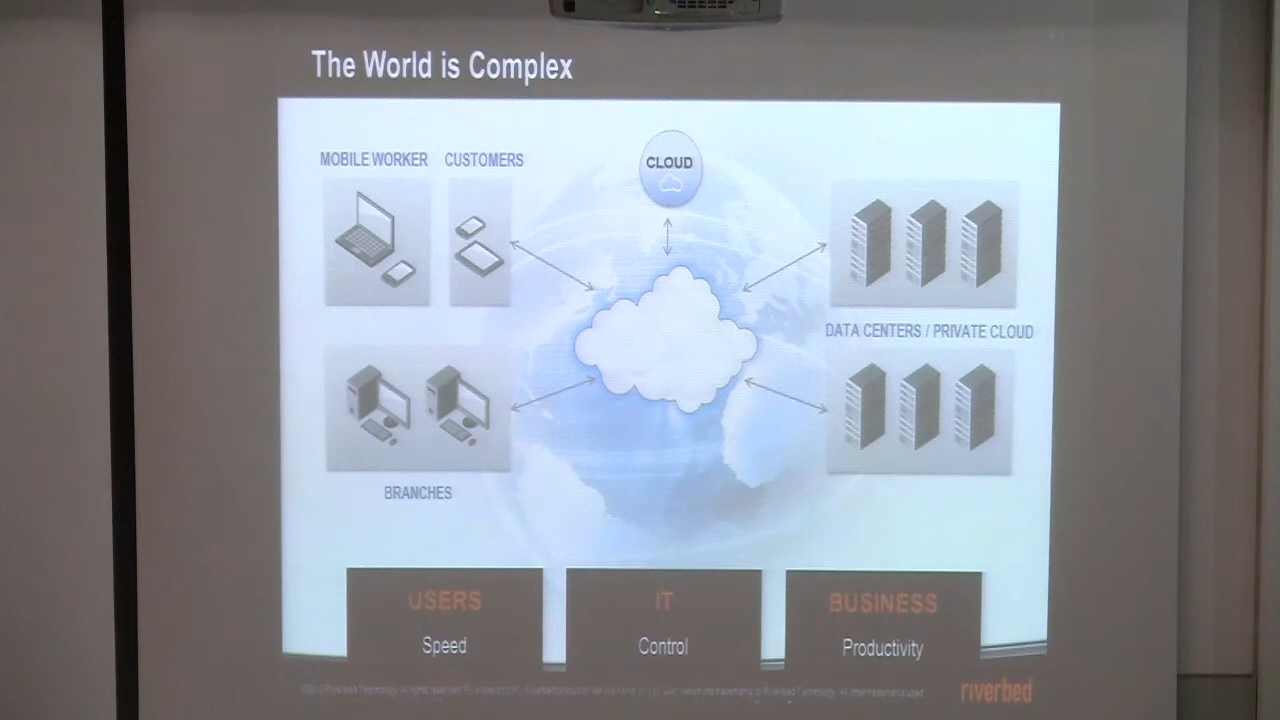 The World is Complex
MOBILE WORKER
CUSTOMERS
CLOUD
DATA CENTERS / PRIVATE CLOUD
BRANCHES
USERS
Speed
IT
Control
BUSINESS
Productivity
riverbed